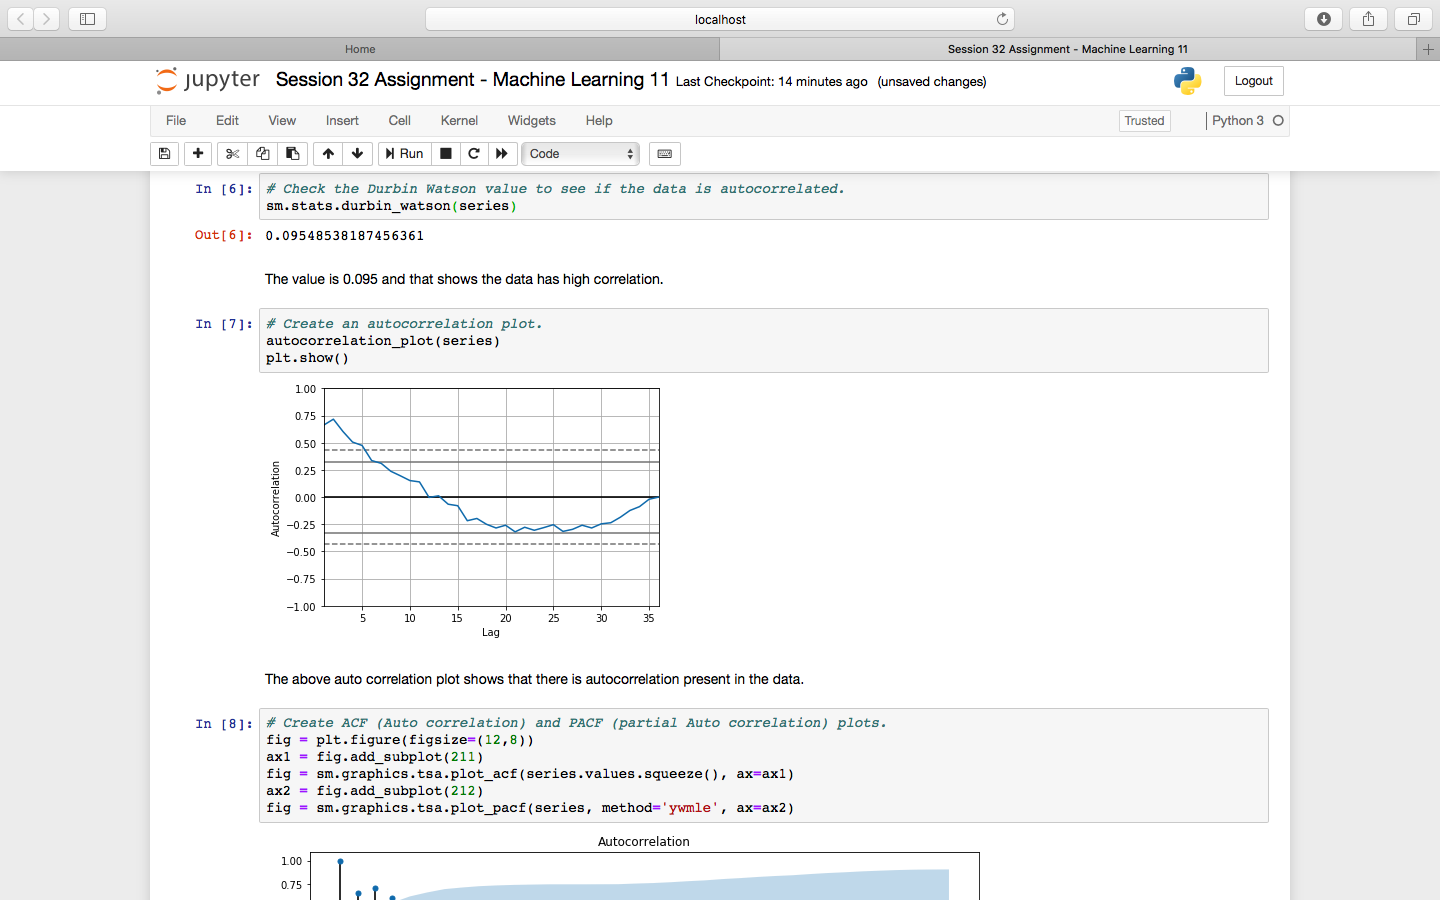 localhost
Home
Session 32 Assignment - Machine Learning 11
jupyter Session 32 Assignment - Machine Learning 11 Last Checkpoint: 14 minutes ago (unsaved changes)
Logout
File Edit View Insert Cell Kernel Widgets Help
Trusted
Python 3
Run
Code
In [6]: # Check the Durbin Watson value to see if the data is autocorrelated.
sm.stats.durbin_watson(series)
Out[6]: 0.09548538187456361
The value is 0.095 and that shows the data has high correlation.
In [7]: # Create an autocorrelation plot.
autocorrelation_plot(series)
plt.show()
1.00
0.75
0.50
0.25
0.00
−0.25
−0.50
−0.75
−1.00
Autocorrelation
5 10 15 20 25 30 35
Lag
The above auto correlation plot shows that there is autocorrelation present in the data.
In [8]: # Create ACF (Auto correlation) and PACF (partial Auto correlation) plots.
fig = plt.figure(figsize=(12,8))
ax1 = fig.add_subplot(211)
fig = sm.graphics.tsa.plot_acf(series.values.squeeze(), ax=ax1)
ax2 = fig.add_subplot(212)
fig = sm.graphics.tsa.plot_pacf(series, method='ywmle', ax=ax2)
Autocorrelation
1.00
0.75